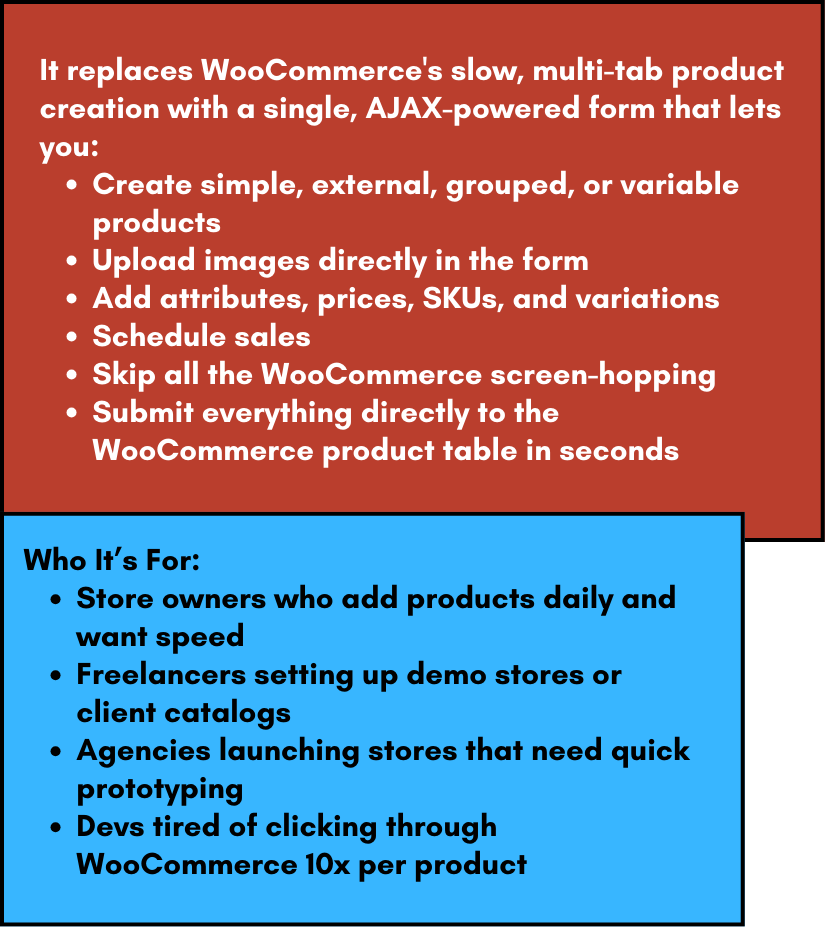 It replaces WooCommerce's slow, multi-tab product
creation with a single, AJAX-powered form that lets
you:
• Create simple, external, grouped, or variable
products
• Upload images directly in the form
• Add attributes, prices, SKUs, and variations
• Schedule sales
• Skip all the WooCommerce screen-hopping
• Submit everything directly to the
WooCommerce product table in seconds
Who It’s For:
• Store owners who add products daily and
want speed
• Freelancers setting up demo stores or
client catalogs
• Agencies launching stores that need quick
prototyping
• Devs tired of clicking through
WooCommerce 10x per product